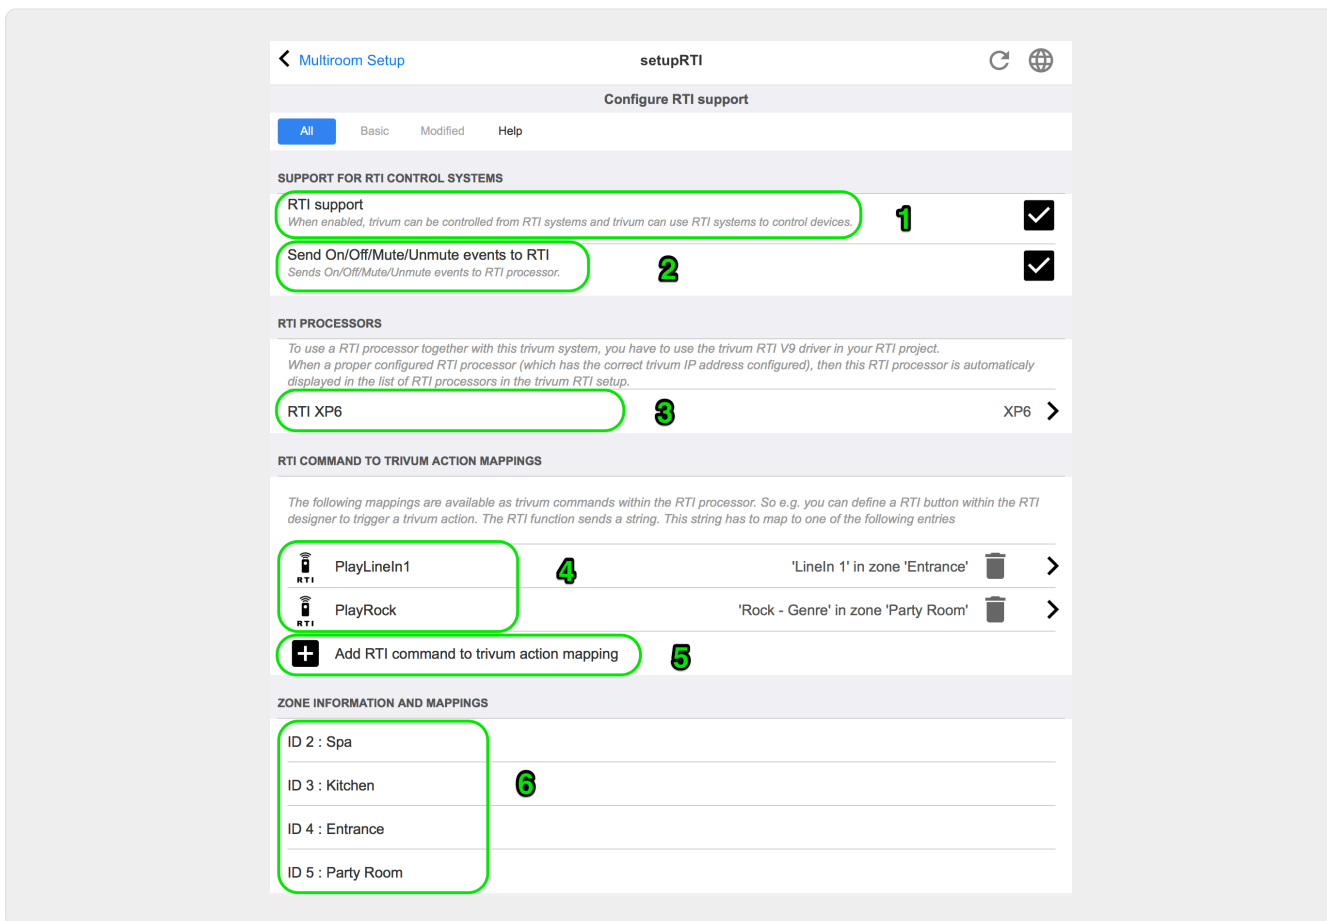 Multiroom Setup
setupRTI
Configure RTI support
All
Basic
Modified
Help
SUPPORT FOR RTI CONTROL SYSTEMS
RTI support
When enabled, trivum can be controlled from RTI systems and trivum can use RTI systems to control devices.
1
Send On/Off/Mute/Unmute events to RTI
Sends On/Off/Mute/Unmute events to RTI processor.
2
RTI PROCESSORS
To use a RTI processor together with this trivum system, you have to use the trivum RTI V9 driver in your RTI project.
When a proper configured RTI processor (which has the correct trivum IP address configured), then this RTI processor is automaticaly
displayed in the list of RTI processors in the trivum RTI setup.
RTI XP6
3
XP6
RTI COMMAND TO TRIVUM ACTION MAPPINGS
The following mappings are available as trivum commands within the RTI processor. So e.g. you can define a RTI button within the RTI
designer to trigger a trivum action. The RTI function sends a string. This string has to map to one of the following entries
RTI
PlayLineIn1
4
'LineIn 1' in zone 'Entrance'
RTI
PlayRock
'Rock - Genre' in zone 'Party Room'
Add RTI command to trivum action mapping
5
ZONE INFORMATION AND MAPPINGS
ID 2 : Spa
ID 3 : Kitchen
6
ID 4 : Entrance
ID 5 : Party Room